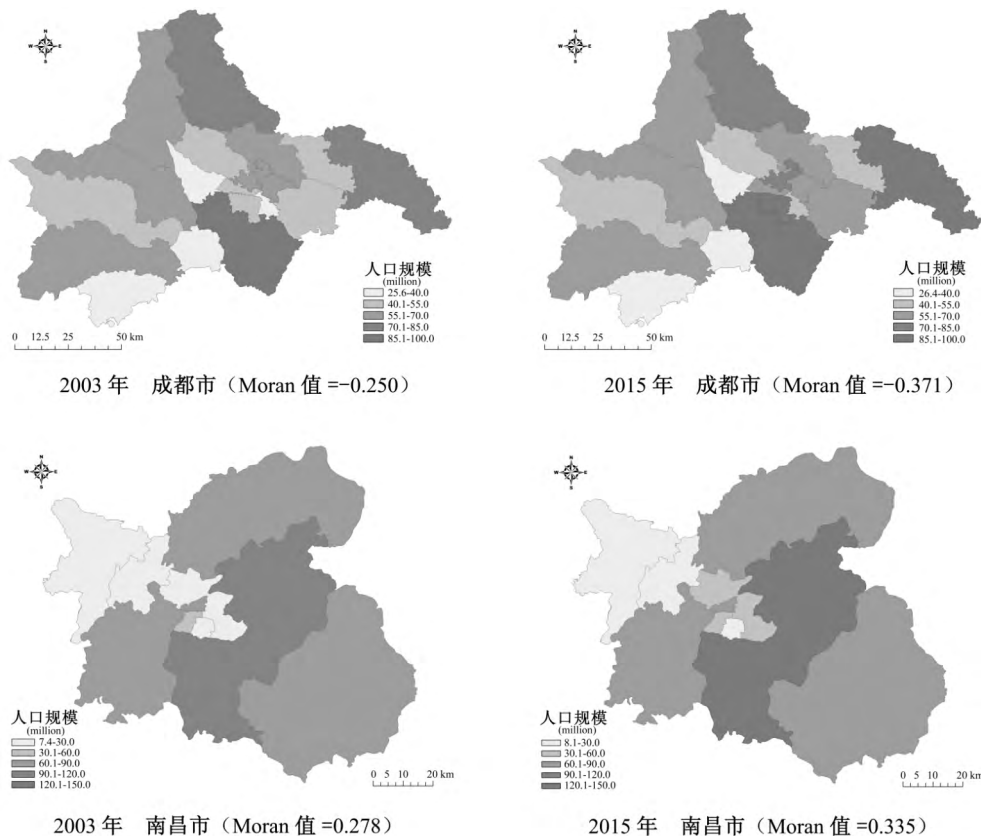 N
W E
S
人口规模
(million)
25.6-40.0
40.1-55.0
55.1-70.0
70.1-85.0
85.1-100.0
0 12.5 25 50 km
2003 年 成都市（Moran 值 =-0.250）
N
W E
S
人口规模
(million)
26.4-40.0
40.1-55.0
55.1-70.0
70.1-85.0
85.1-100.0
0 12.5 25 50 km
2015 年 成都市（Moran 值 =-0.371）
N
W E
S
人口规模
(million)
7.4-30.0
30.1-60.0
60.1-90.0
90.1-120.0
120.1-150.0
0 5 10 20 km
2003 年 南昌市（Moran 值 =0.278）
N
W E
S
人口规模
(million)
8.1-30.0
30.1-60.0
60.1-90.0
90.1-120.0
120.1-150.0
0 5 10 20 km
2015 年 南昌市（Moran 值 =0.335）